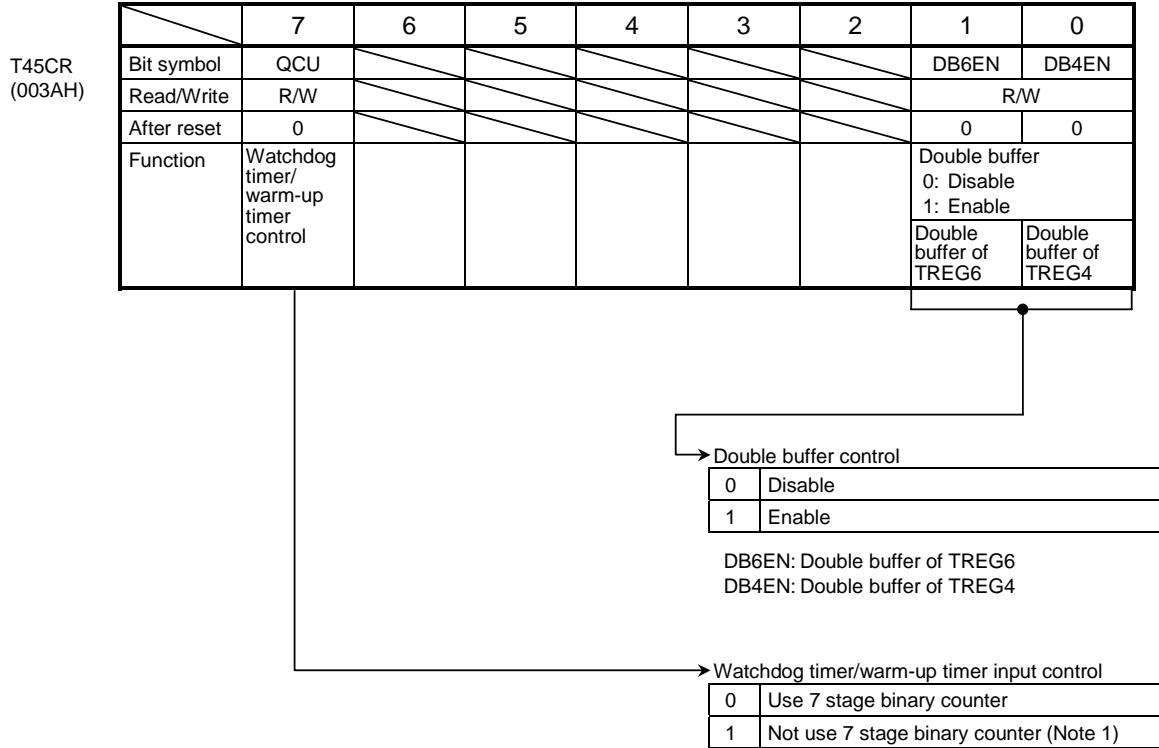 7 6 5 4 3 2 1 0
T45CR
(003AH)
Bit symbol QCU DB6EN DB4EN
Read/Write R/W R/W
After reset 0 0 0
Function
Watchdog
timer/
warm-up
timer
control
Double buffer
0: Disable
1: Enable
Double
buffer of
TREG6
Double
buffer of
TREG4
Double buffer control
0 Disable
1 Enable
DB6EN: Double buffer of TREG6
DB4EN: Double buffer of TREG4
Watchdog timer/warm-up timer input control
0 Use 7 stage binary counter
1 Not use 7 stage binary counter (Note 1)